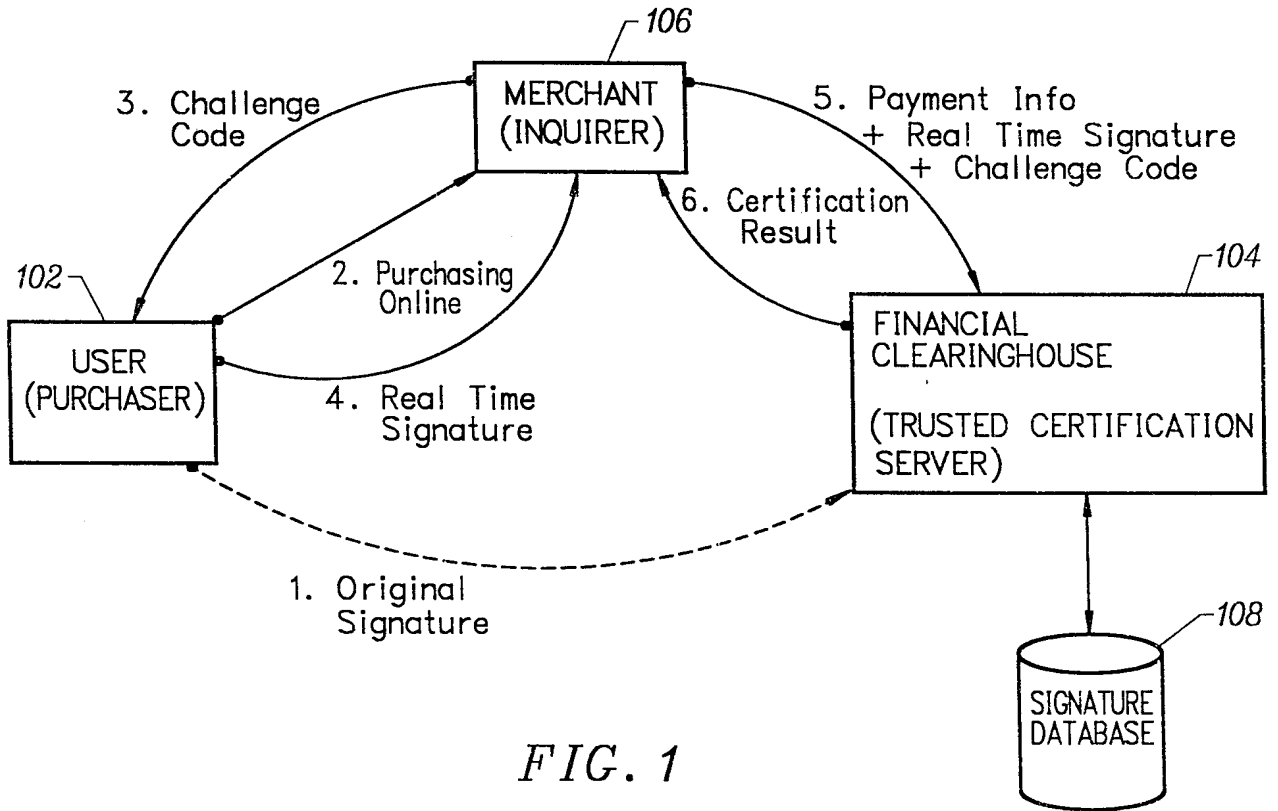 106
MERCHANT
(INQUIRER)
3. Challenge
Code
5. Payment Info
+ Real Time Signature
+ Challenge Code
6. Certification
Result
2. Purchasing
Online
102
USER
(PURCHASER)
4. Real Time
Signature
104
FINANCIAL
CLEARINGHOUSE
(TRUSTED CERTIFICATION
SERVER)
1. Original
Signature
108
SIGNATURE
DATABASE
FIG. 1